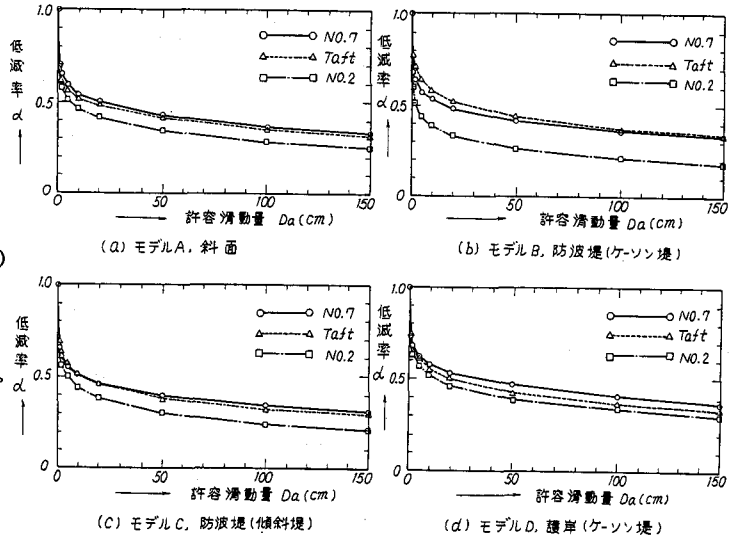 1.0
低減率 α
0.5
0
NO.7
Taft
NO.2
0 50 100 150
許容滑動量 Da(cm)
(a) モデルA, 斜面
1.0
低減率 α
0.5
0
NO.7
Taft
NO.2
0 50 100 150
許容滑動量 Da(cm)
(b) モデルB, 防波堤(ケーソン堤)
)
1.0
低減率 α
0.5
0
NO.7
Taft
NO.2
0 50 100 150
許容滑動量 Da(cm)
(C) モデルC, 防波堤(傾斜堤)
1.0
低減率 α
0.5
0
NO.7
Taft
NO.2
0 50 100 150
許容滑動量 Da(cm)
(d) モデルD, 護岸(ケーソン堤)